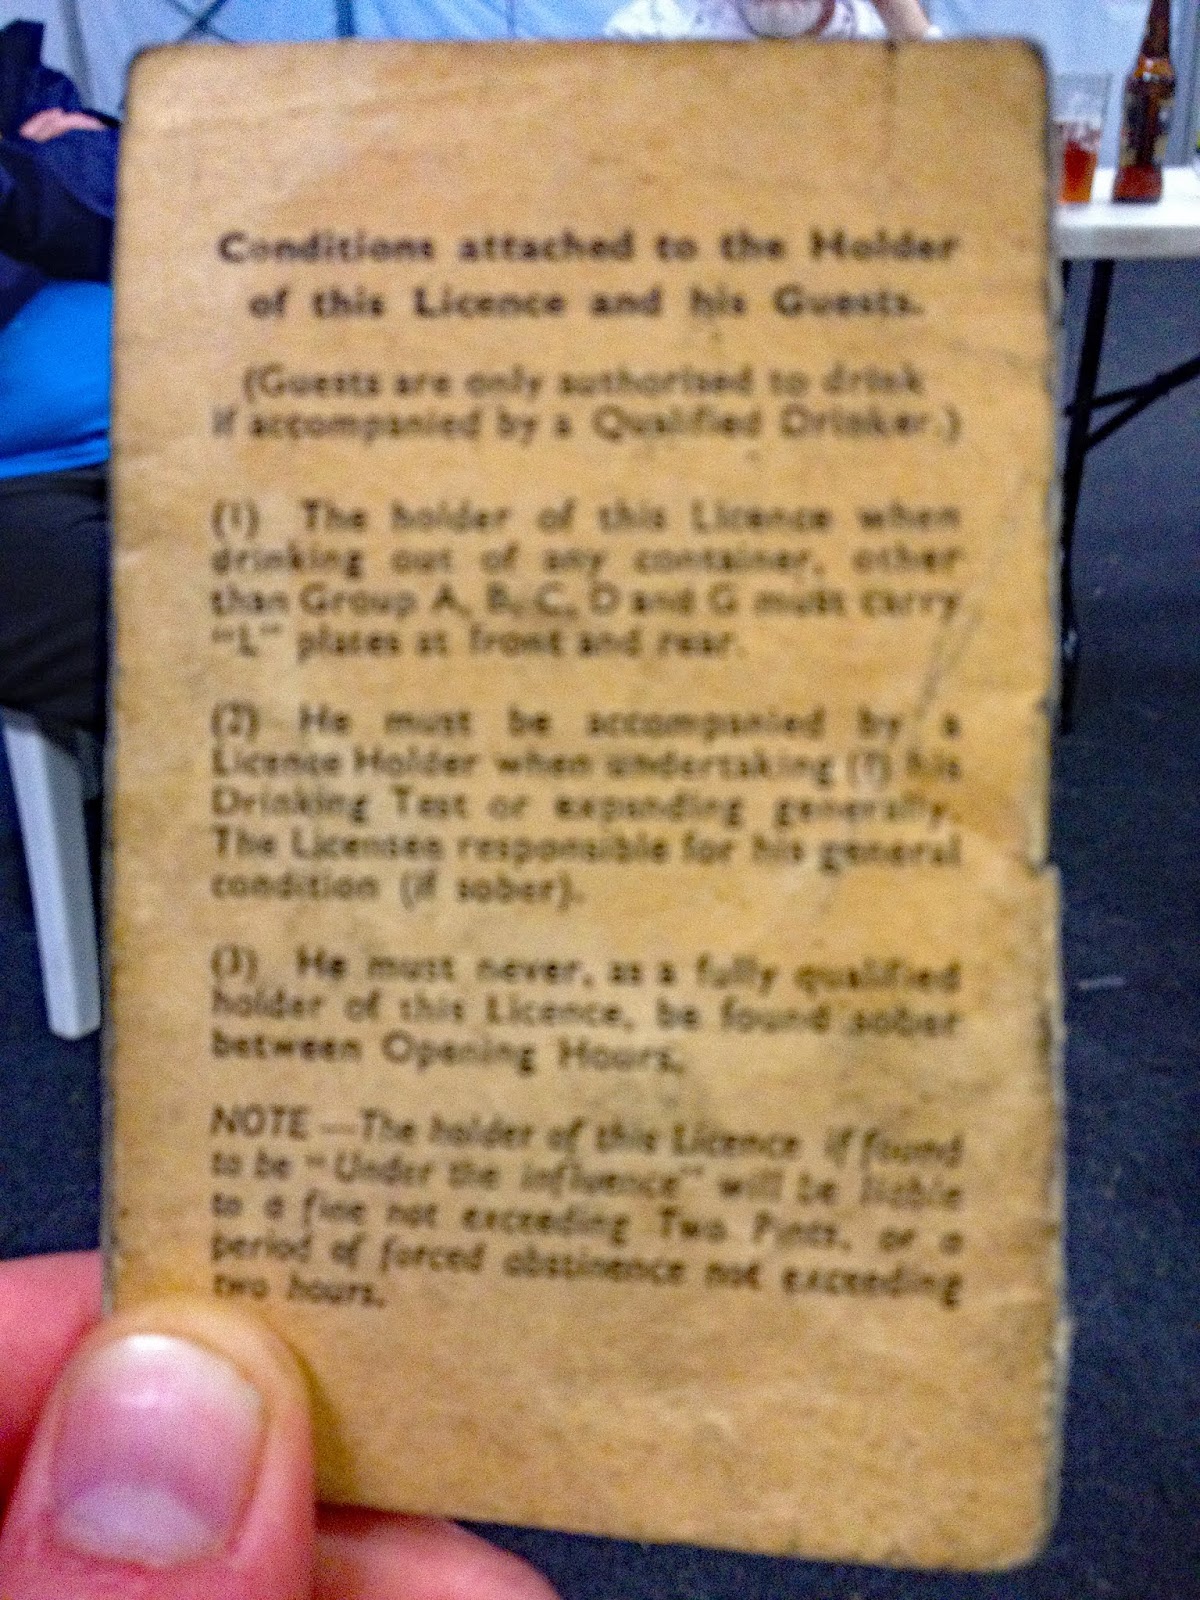 Conditions attached to the Holder
of this Licence and his Guests.
(Guests are only authorised to drink
if accompanied by a Qualified Drinker.)
(1) The holder of this Licence when
drinking out of any container, other
than Group A, B, C, D and G must carry
"L" plates at front and rear.
(2) He must be accompanied by a
Licence Holder when undertaking (?) his
Drinking Test or expanding generally.
The Licensee responsible for his general
condition (if sober).
(3) He must never, as a fully qualified
holder of this Licence, be found sober
between Opening Hours.
NOTE—The holder of this Licence if found
to be "Under the influence" will be liable
to a fine not exceeding Two Pints, or a
period of forced abstinence not exceeding
two hours.